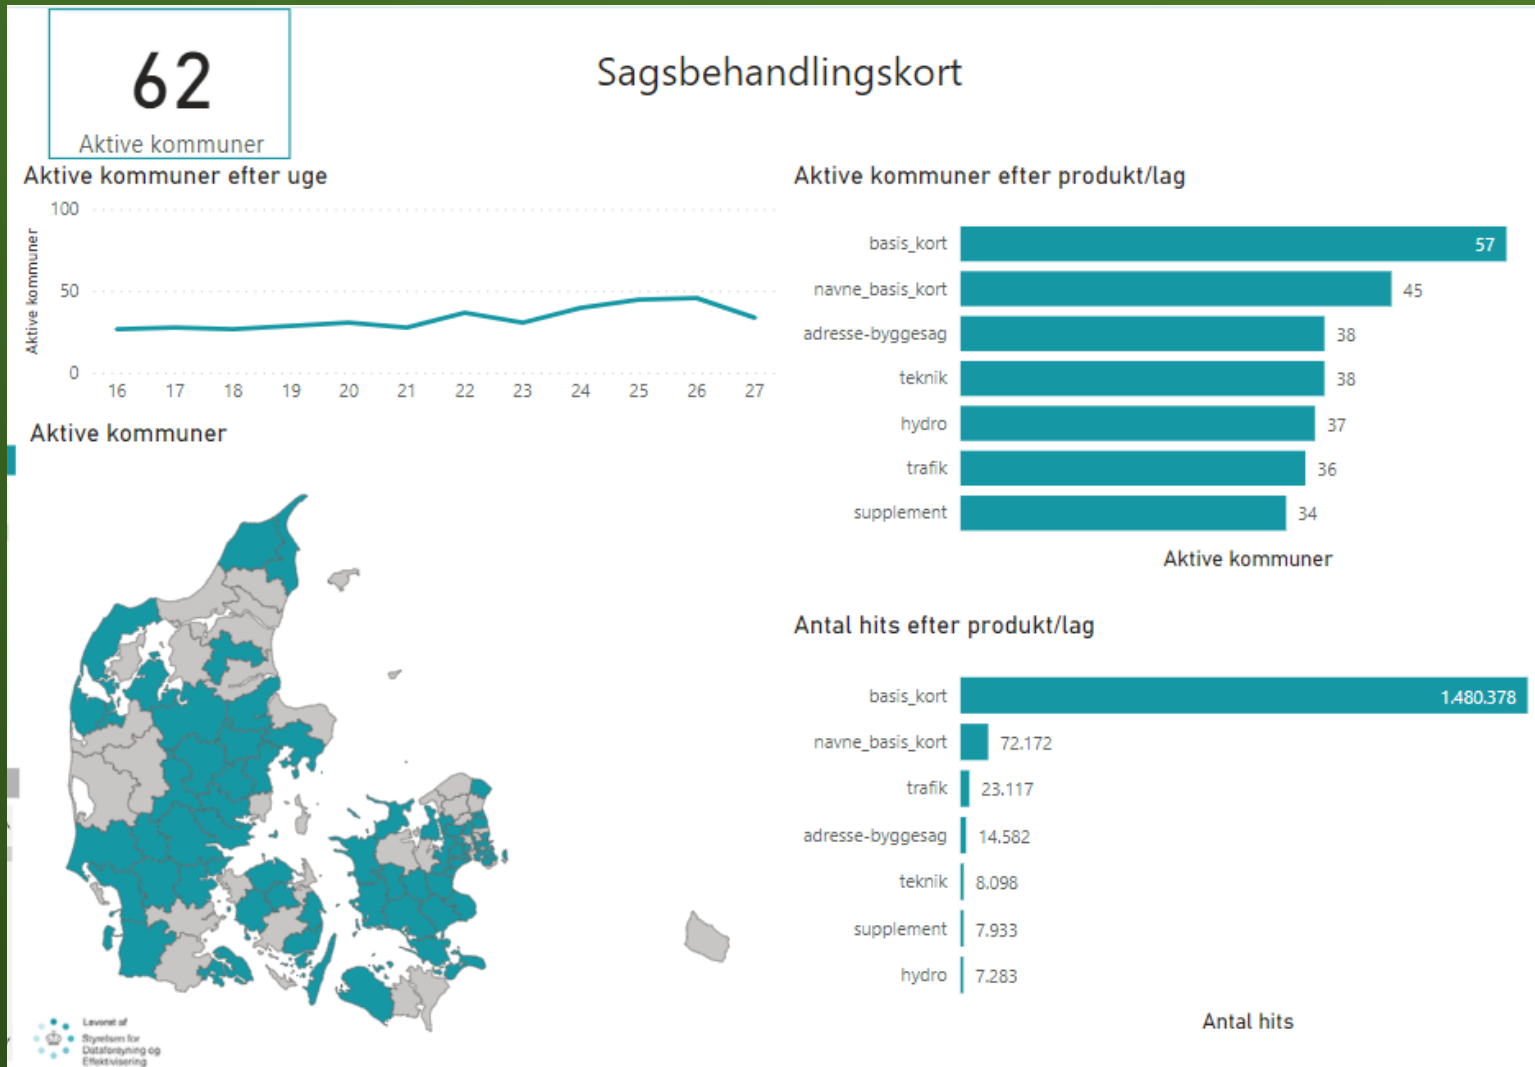 62
Aktive kommuner
Sagsbehandlingskort
Aktive kommuner efter uge
Aktive kommuner
100
50
0
16 17 18 19 20 21 22 23 24 25 26 27
Aktive kommuner
Aktive kommuner efter produkt/lag
basis_kort 57
navne_basis_kort 45
adresse-byggesag 38
teknik 38
hydro 37
trafik 36
supplement 34
Aktive kommuner
Antal hits efter produkt/lag
basis_kort 1.480.378
navne_basis_kort 72.172
trafik 23.117
adresse-byggesag 14.582
teknik 8.098
supplement 7.933
hydro 7.283
Antal hits
Leveret af
Styrelsen for
Dataforsyning og
Effektivisering